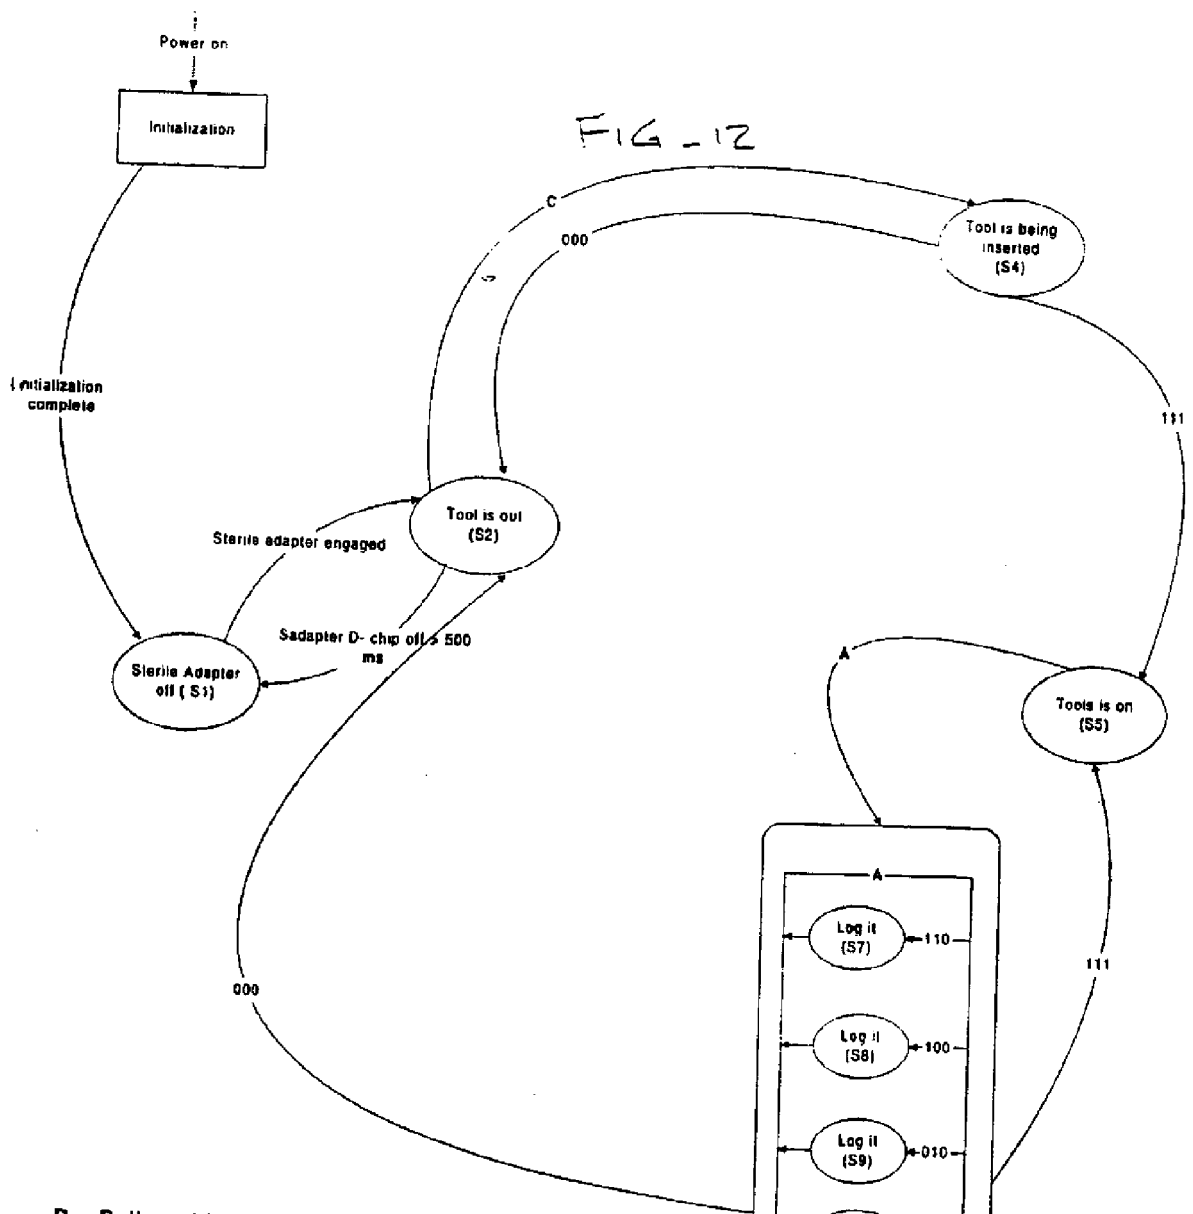 Power on
Initialization
FIG - 12
C
Tool is being
inserted
(S4)
000
111
Initialization
complete
Tool is out
(S2)
Sterile adapter engaged
Sadapter D- chip off > 500
ms
Sterile Adapter
off ( S1)
A
Tools is on
(S5)
A
Log it
(S7)
110
111
000
Log it
(S8)
100
Log it
(S9)
010